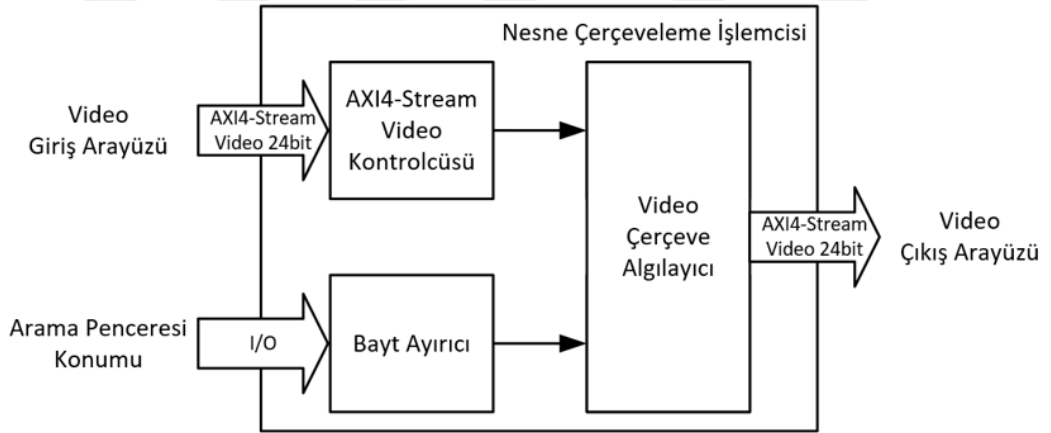 Nesne Çerçeveleme İşlemcisi
Video
Giriş Arayüzü
AXI4-Stream
Video 24bit
AXI4-Stream
Video
Kontrolcüsü
Video
Çerçeve
Algılayıcı
AXI4-Stream
Video 24bit
Video
Çıkış Arayüzü
Arama Penceresi
Konumu
I/O
Bayt Ayırıcı